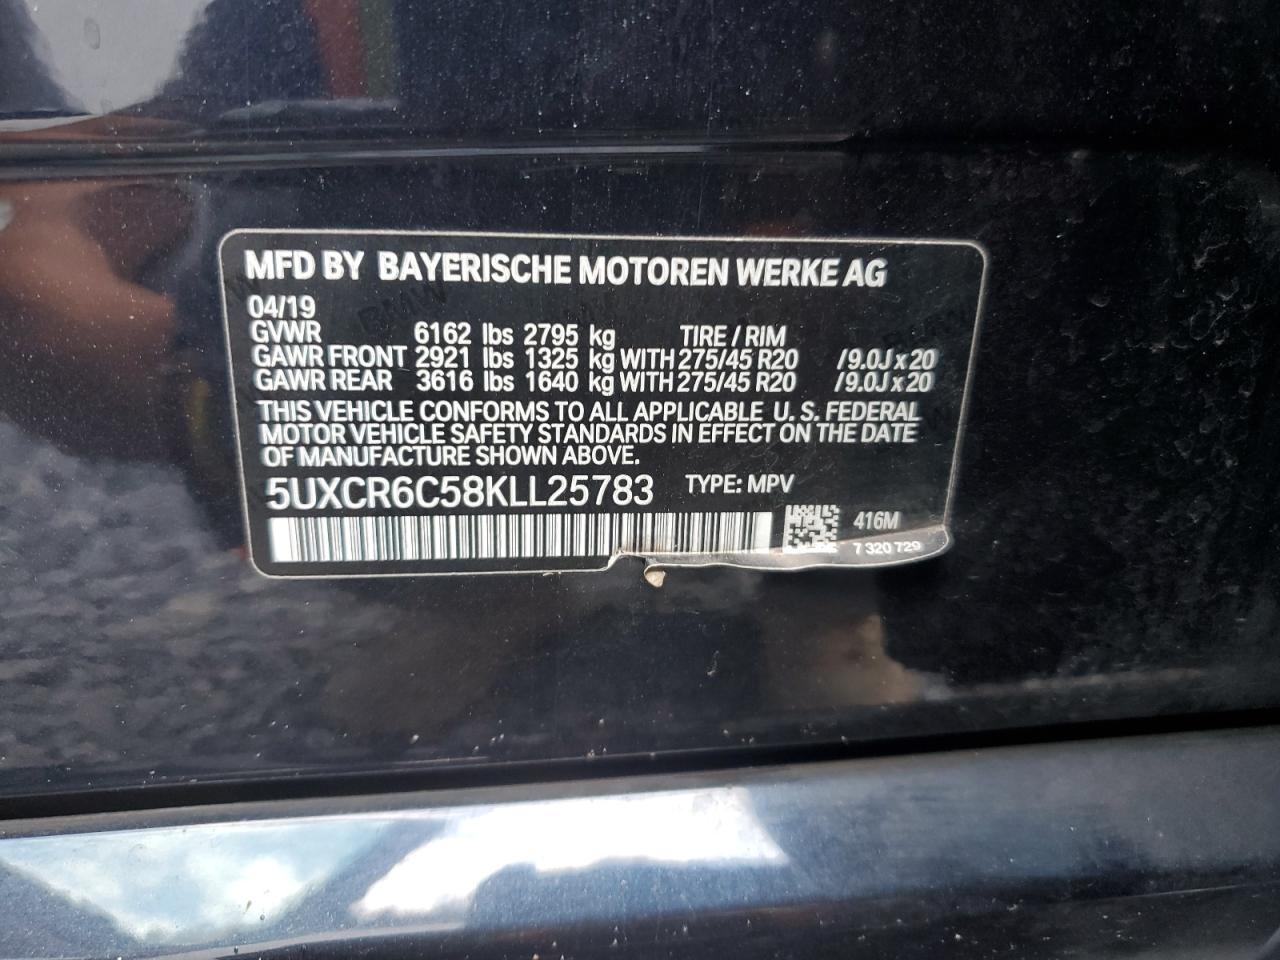 MFD BY BAYERISCHE MOTOREN WERKE AG
04/19
GVWR 6162 lbs 2795 kg TIRE / RIM
GAWR FRONT 2921 lbs 1325 kg WITH 275/45 R20 /9.0J x 20
GAWR REAR 3616 lbs 1640 kg WITH 275/45 R20 /9.0J x 20
THIS VEHICLE CONFORMS TO ALL APPLICABLE U. S. FEDERAL
MOTOR VEHICLE SAFETY STANDARDS IN EFFECT ON THE DATE
OF MANUFACTURE SHOWN ABOVE.
5UXCR6C58KLL25783 TYPE: MPV
416M
7 320 729